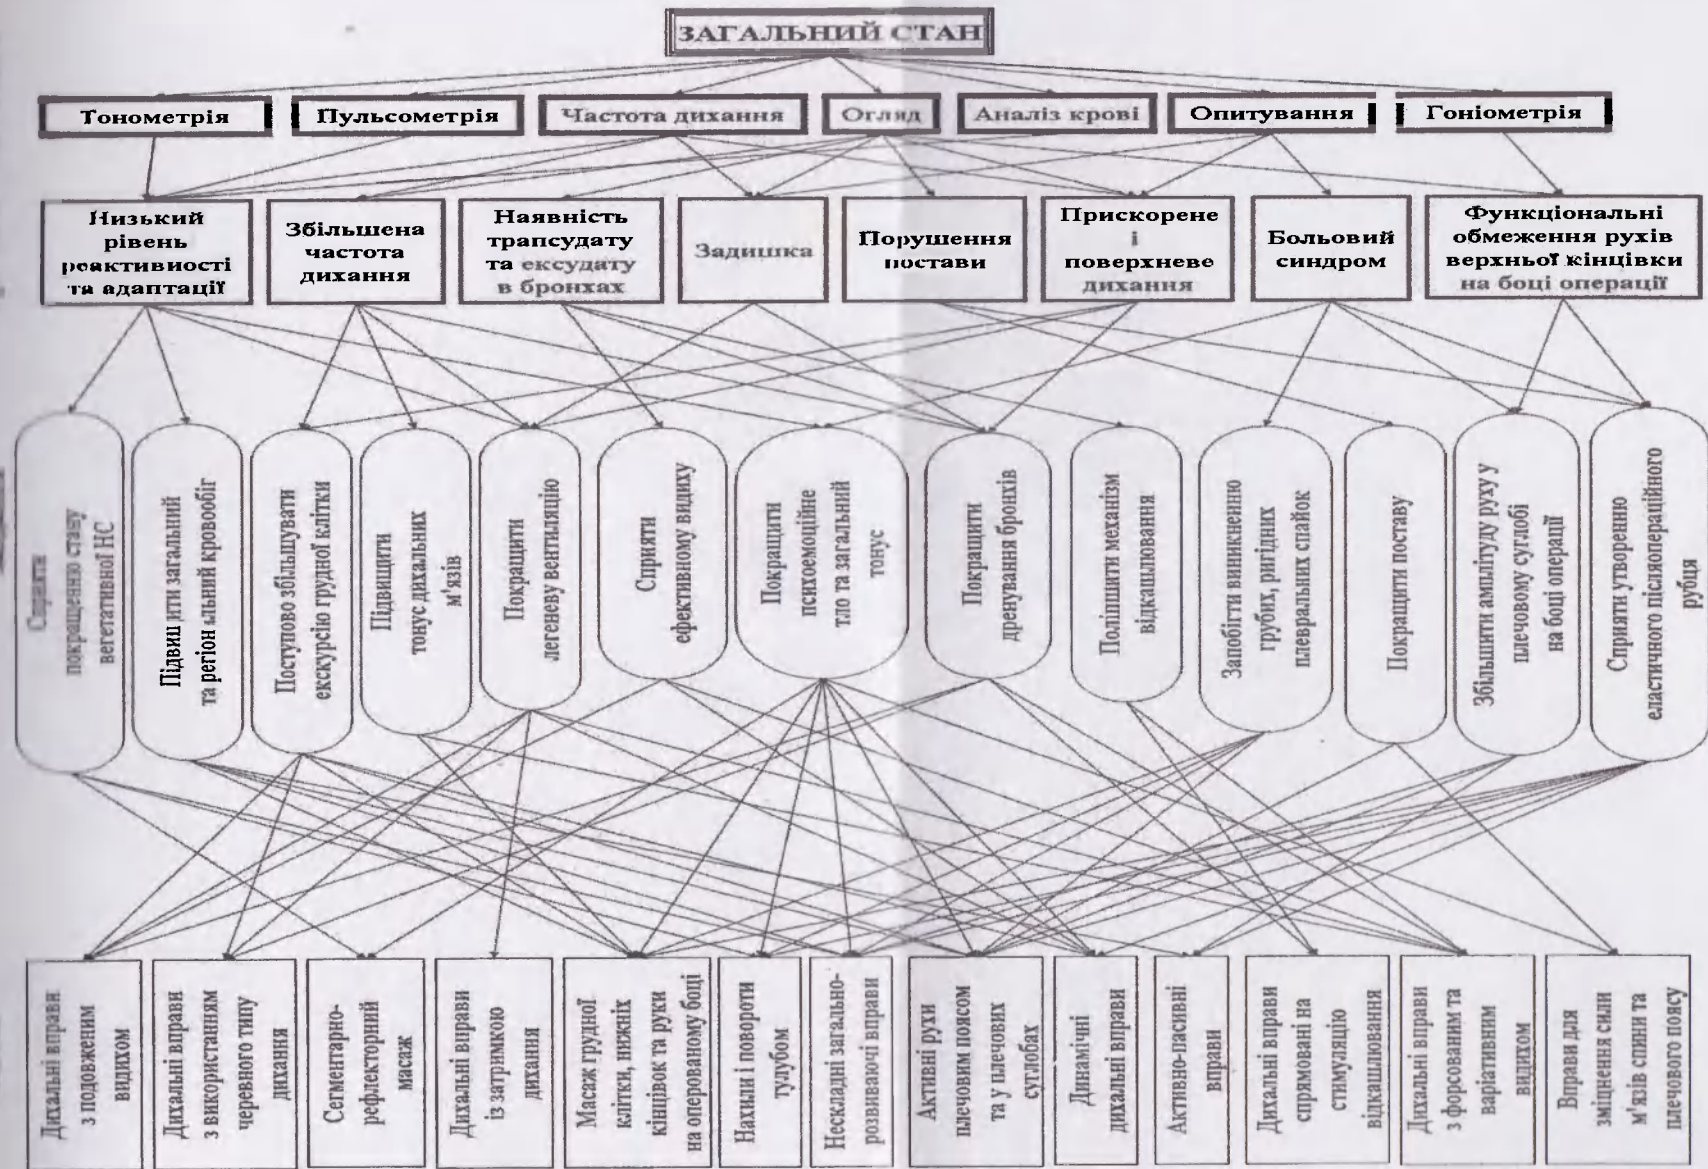 ЗАГАЛЬНИЙ СТАН
Тонометрія
Пульсометрія
Частота дихання
Огляд
Аналіз крові
Опитування
Гоніометрія
Низький
рівень
реактивності
та адаптації
Збільшена
частота
дихання
Наявність
трапсудату
та ексудату
в бронхах
Задишка
Порушення
постави
Прискорене
і
поверхневе
дихання
Больовий
синдром
Функціональні
обмеження рухів
верхньої кінцівки
на боці операції
Сприяти
покращенню стану
вегетативної НС
Підвищити загальний
та регіональний кровообіг
Поступово збільшувати
екскурсію грудної клітки
Підвищити
тонус дихальних
м'язів
Покращити
легеневу вентиляцію
Сприяти
ефективному видиху
Покращити
психоемоційне
тло та загальний
тонус
Покращити
дренування бронхів
Поліпшити механізм
відкашлювання
Запобігти виникненню
грубих, ригідних
плевральних спайок
Покращити поставу
Збільшити амплітуду руху у
плечовому суглобі
на боці операції
Сприяти утворенню
еластичного післяопераційного
рубця
Дихальні вправи
з подовженим
видихом
Дихальні вправи
з використанням
черевного типу
дихання
Сегментарно-
рефлекторний
масаж
Дихальні вправи
із затримкою
дихання
Масаж грудної
клітки, нижніх
кінцівок та руки
на оперованому боці
Нахили і повороти
тулубом
Нескладні загально-
розвиваючі вправи
Активні рухи
плечовим поясом
та у плечових
суглобах
Динамічні
дихальні вправи
Активно-пасивні
вправи
Дихальні вправи
спрямовані на
стимуляцію
відкашлювання
Дихальні вправи
з форсованим та
варіативним
видихом
Вправи для
зміцнення сили
м'язів спини та
плечового поясу